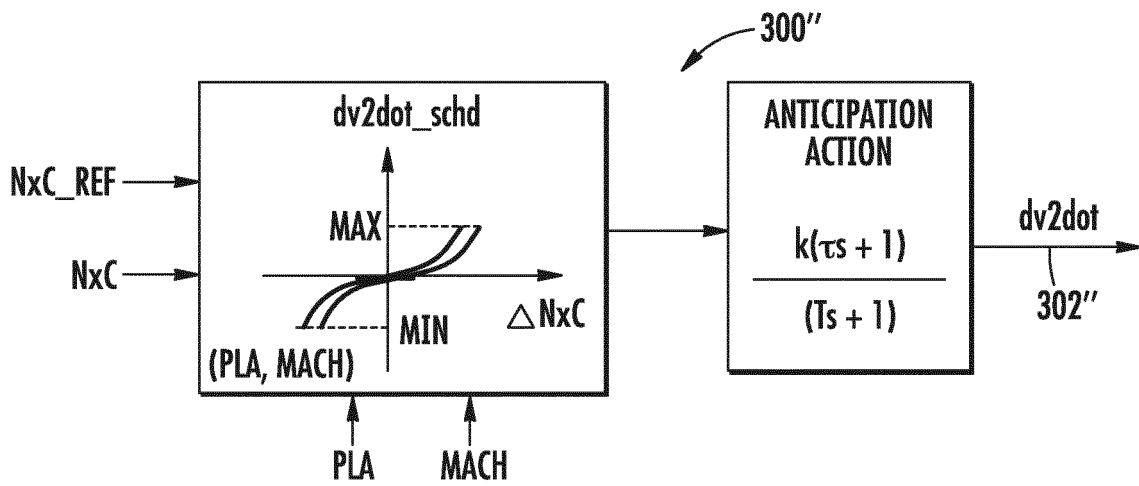 300"
dv2dot_schd
NxC_REF
NxC
MAX
MIN
△NxC
(PLA, MACH)
PLA
MACH
ANTICIPATION
ACTION
k(τs + 1)
(Ts + 1)
dv2dot
302"